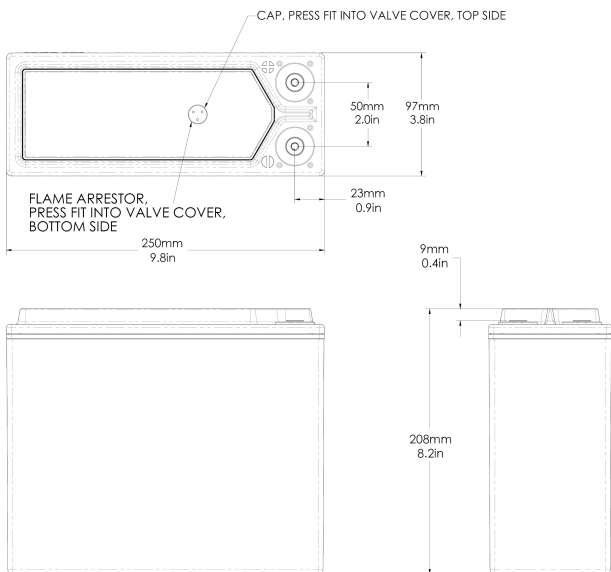 CAP, PRESS FIT INTO VALVE COVER, TOP SIDE
50mm
2.0in
97mm
3.8in
23mm
0.9in
FLAME ARRESTOR,
PRESS FIT INTO VALVE COVER,
BOTTOM SIDE
250mm
9.8in
9mm
0.4in
208mm
8.2in